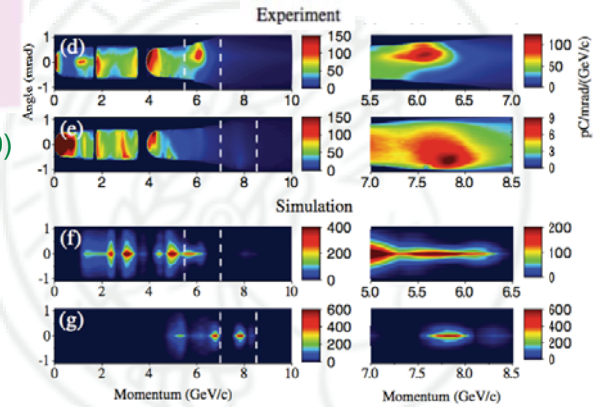 Experiment
Angle (mrad)
(d)
1
0
-1
0 2 4 6 8 10
150
100
50
0
5.5 6.0 6.5 7.0
100
50
0
pC/mrad/(GeV/c)
(e)
1
0
-1
0 2 4 6 8 10
150
100
50
0
7.0 7.5 8.0 8.5
9
6
3
0
)
Simulation
(f)
1
0
-1
0 2 4 6 8 10
400
200
0
5.0 5.5 6.0 6.5
200
100
0
(g)
1
0
-1
0 2 4 6 8 10
600
400
200
0
7.0 7.5 8.0 8.5
600
400
200
0
Momentum (GeV/c)
Momentum (GeV/c)